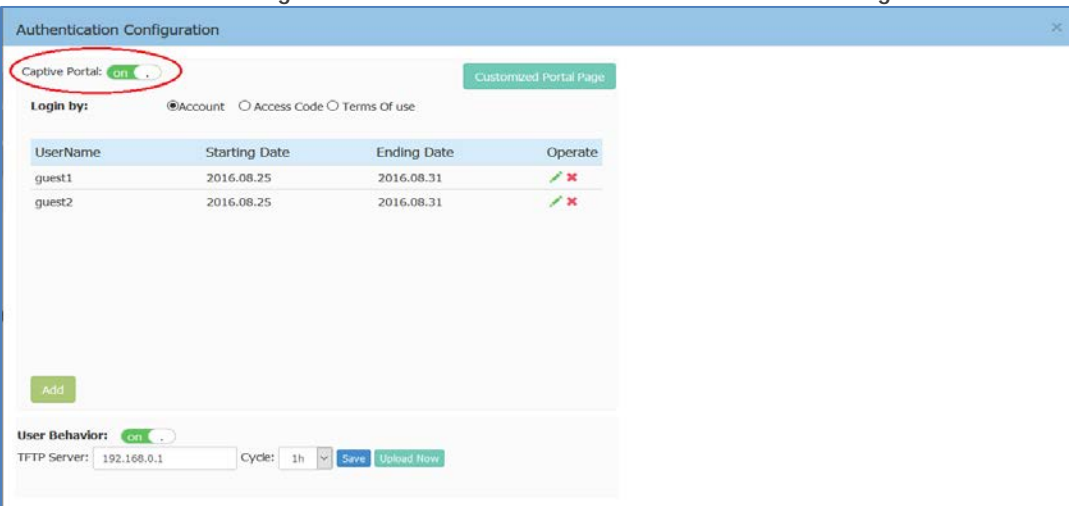 Authentication Configuration
Captive Portal: on
Customized Portal Page
Login by: Account Access Code Terms Of use
UserName Starting Date Ending Date Operate
guest1 2016.08.25 2016.08.31
guest2 2016.08.25 2016.08.31
Add
User Behavior: on
TFTP Server: 192.168.0.1 Cycle: 1h Save Upload Now